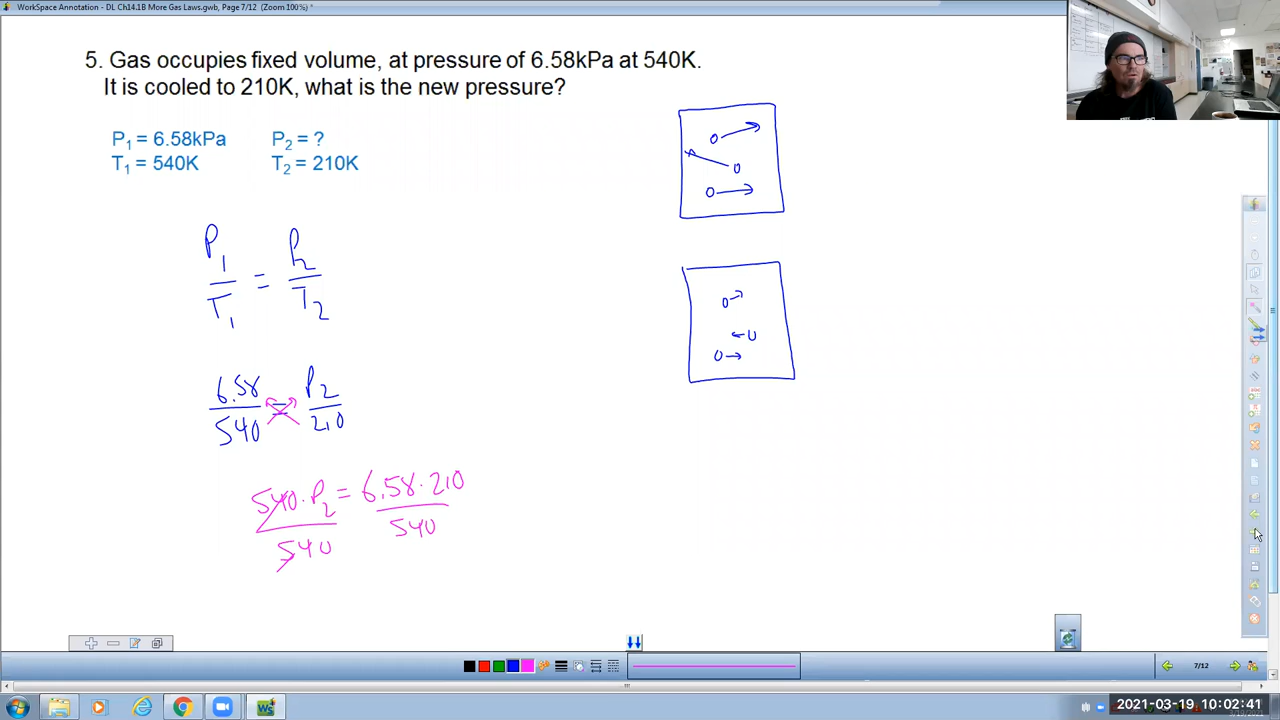 WorkSpace Annotation - DL Ch14.1B More Gas Laws.gwb, Page 7/12 (Zoom 100%) *
5. Gas occupies fixed volume, at pressure of 6.58kPa at 540K.
It is cooled to 210K, what is the new pressure?
P₁ = 6.58kPa P₂ = ?
T₁ = 540K T₂ = 210K
P₁ = P₂
T₁ T₂
6.58 = P₂
540 210
540 · P₂ = 6.58 · 210
540 540
7/12
2021-03-19 10:02:41